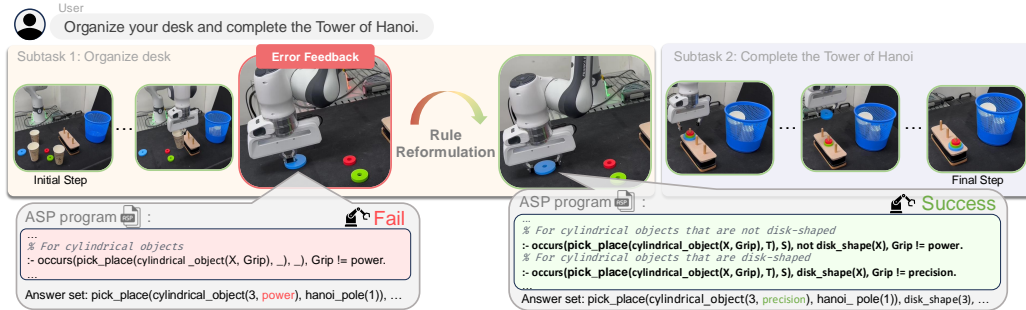 User
Organize your desk and complete the Tower of Hanoi.
Subtask 1: Organize desk
Error Feedback
Subtask 2: Complete the Tower of Hanoi
...
Rule
Reformulation
...
...
Initial Step
Final Step
ASP program ASP :
Fail
...
% For cylindrical objects
:- occurs(pick_place(cylindrical_object(X, Grip), _), _), Grip != power.
...
Answer set: pick_place(cylindrical_object(3, power), hanoi_pole(1)), ...
ASP program ASP :
Success
...
% For cylindrical objects that are not disk-shaped
:- occurs(pick_place(cylindrical_object(X, Grip), T), S), not disk_shape(X), Grip != power.
% For cylindrical objects that are disk-shaped
:- occurs(pick_place(cylindrical_object(X, Grip), T), S), disk_shape(X), Grip != precision.
...
Answer set: pick_place(cylindrical_object(3, precision), hanoi_ pole(1)), disk_shape(3), ...